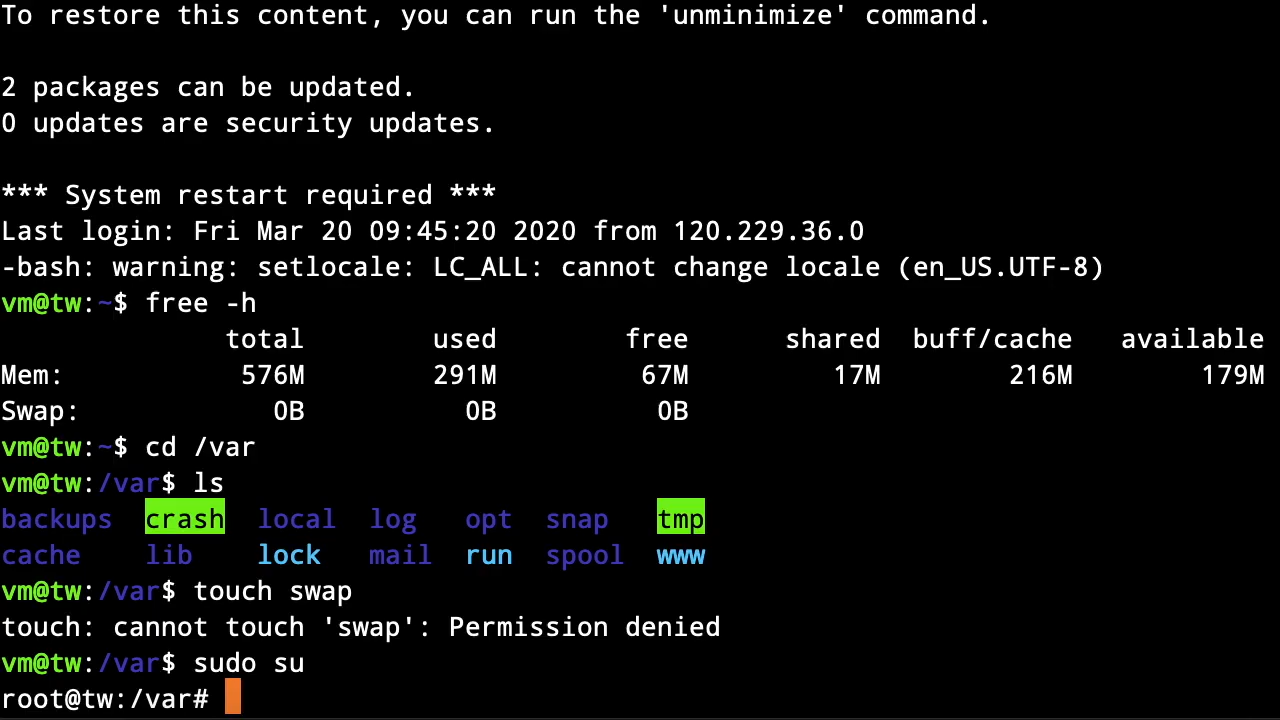 To restore this content, you can run the 'unminimize' command.
2 packages can be updated.
0 updates are security updates.
*** System restart required ***
Last login: Fri Mar 20 09:45:20 2020 from 120.229.36.0
-bash: warning: setlocale: LC_ALL: cannot change locale (en_US.UTF-8)
vm@tw:~$ free -h
total used free shared buff/cache available
Mem: 576M 291M 67M 17M 216M 179M
Swap: 0B 0B 0B
vm@tw:~$ cd /var
vm@tw:/var$ ls
backups crash local log opt snap tmp
cache lib lock mail run spool www
vm@tw:/var$ touch swap
touch: cannot touch 'swap': Permission denied
vm@tw:/var$ sudo su
root@tw:/var#